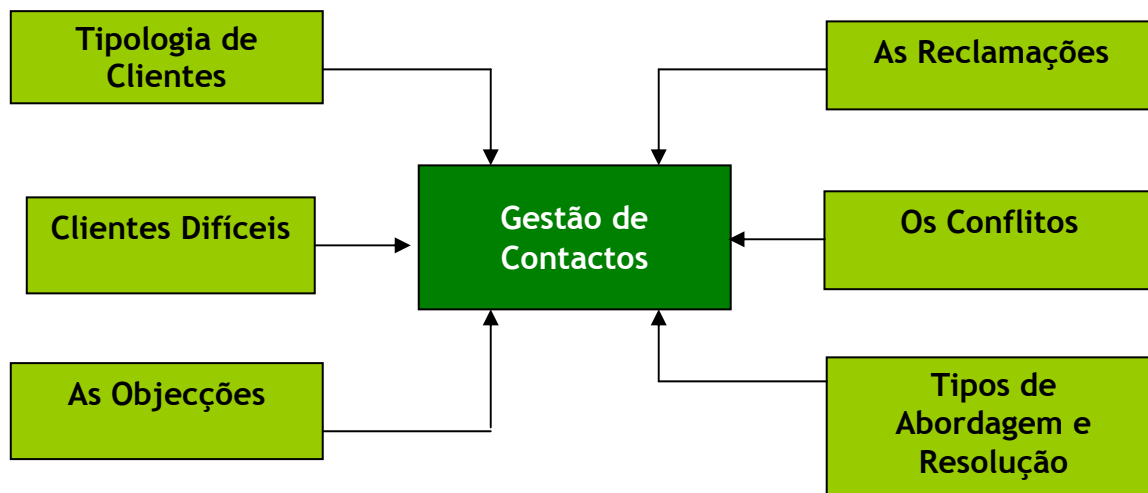 Tipologia de
Clientes
As Reclamações
Clientes Difíceis
Gestão de
Contactos
Os Conflitos
As Objecções
Tipos de
Abordagem e
Resolução